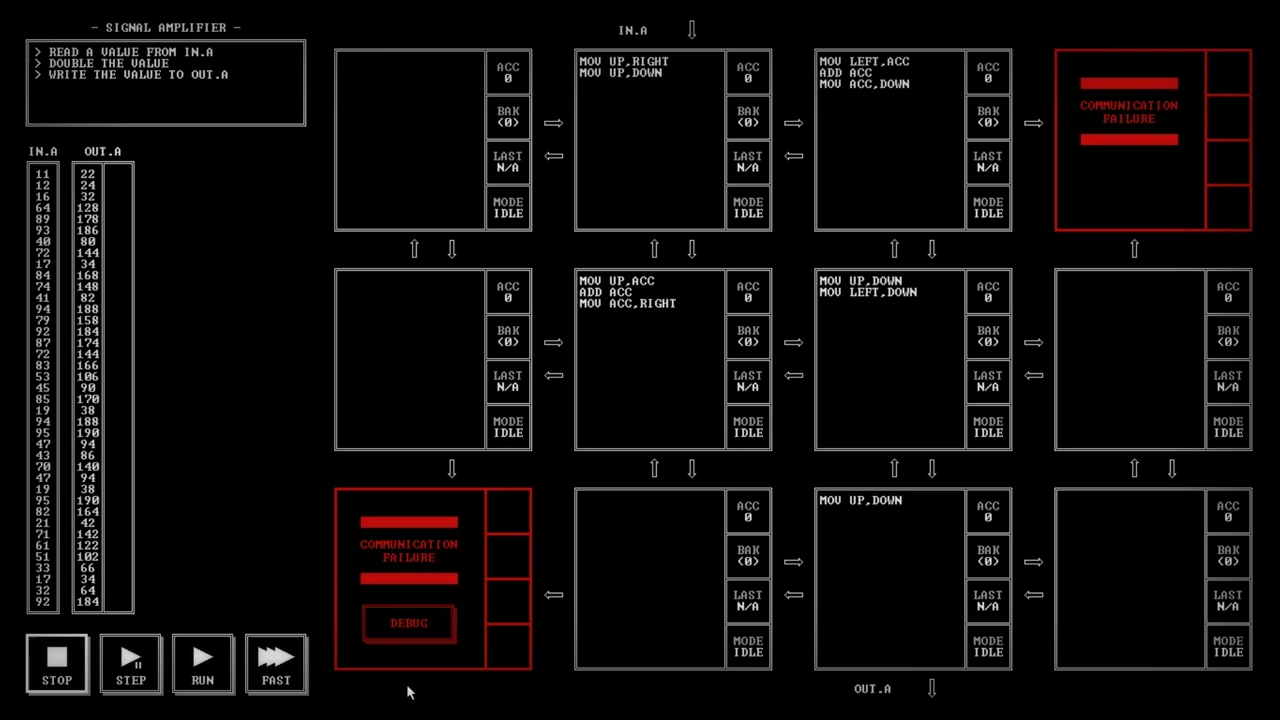 - SIGNAL AMPLIFIER -
> READ A VALUE FROM IN.A
> DOUBLE THE VALUE
> WRITE THE VALUE TO OUT.A
IN.A OUT.A
11 22
12 24
16 32
64 128
89 178
93 186
40 80
72 144
17 34
84 168
74 148
41 82
94 188
79 158
92 184
87 174
72 144
83 166
53 106
45 90
85 170
19 38
94 188
95 190
47 94
43 86
70 140
47 94
19 38
95 190
82 164
21 42
71 142
61 122
51 102
33 66
17 34
32 64
92 184
STOP
STEP
RUN
FAST
IN.A
ACC
0
BAK
(0)
LAST
N/A
MODE
IDLE
MOV UP,RIGHT
MOV UP,DOWN
ACC
0
BAK
(0)
LAST
N/A
MODE
IDLE
MOV LEFT,ACC
ADD ACC
MOV ACC,DOWN
ACC
0
BAK
(0)
LAST
N/A
MODE
IDLE
COMMUNICATION
FAILURE
ACC
0
BAK
(0)
LAST
N/A
MODE
IDLE
MOV UP,ACC
ADD ACC
MOV ACC,RIGHT
ACC
0
BAK
(0)
LAST
N/A
MODE
IDLE
MOV UP,DOWN
MOV LEFT,DOWN
ACC
0
BAK
(0)
LAST
N/A
MODE
IDLE
ACC
0
BAK
(0)
LAST
N/A
MODE
IDLE
COMMUNICATION
FAILURE
DEBUG
ACC
0
BAK
(0)
LAST
N/A
MODE
IDLE
MOV UP,DOWN
ACC
0
BAK
(0)
LAST
N/A
MODE
IDLE
ACC
0
BAK
(0)
LAST
N/A
MODE
IDLE
OUT.A